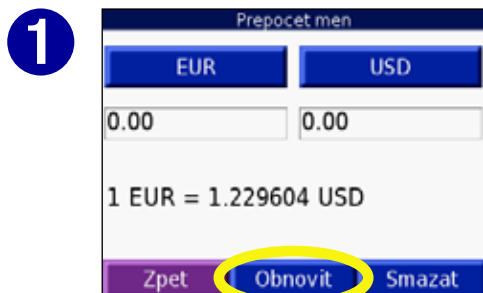 1
Prepocet men
EUR USD
0.00 0.00
1 EUR = 1.229604 USD
Zpet Obnovit Smazat